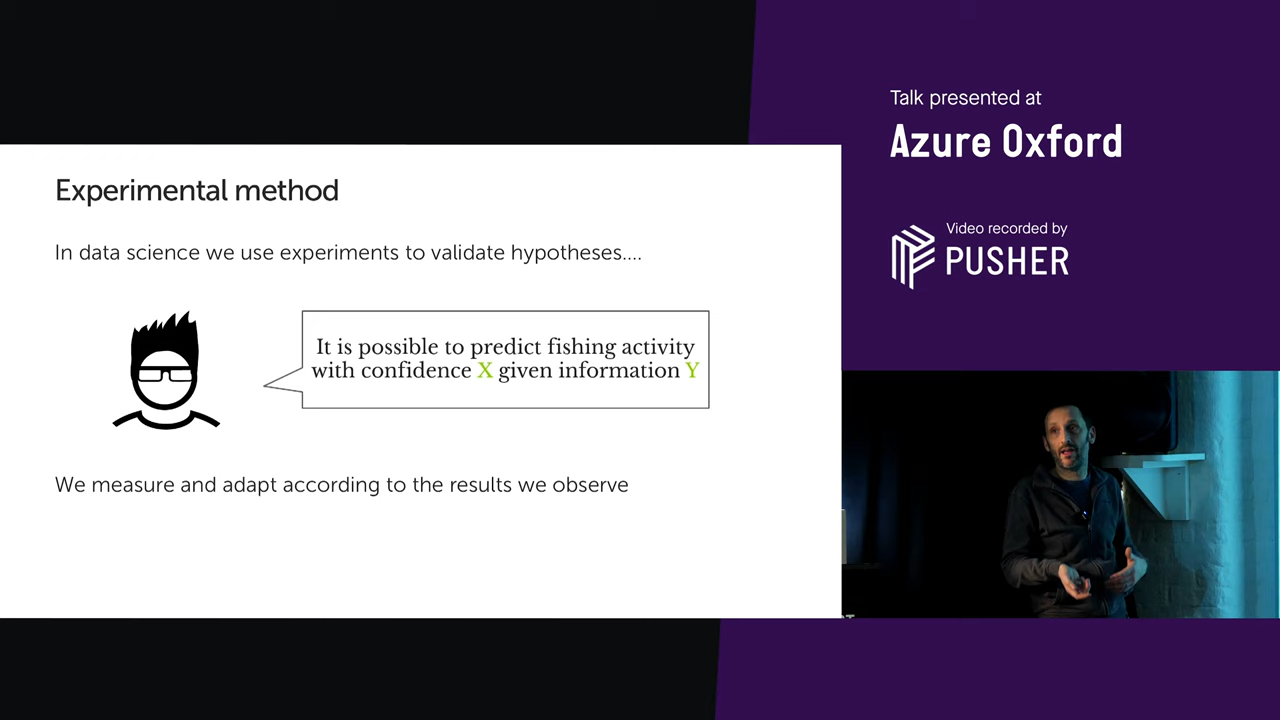 Talk presented at
Azure Oxford
Video recorded by
PUSHER
Experimental method
In data science we use experiments to validate hypotheses....
It is possible to predict fishing activity
with confidence X given information Y
We measure and adapt according to the results we observe